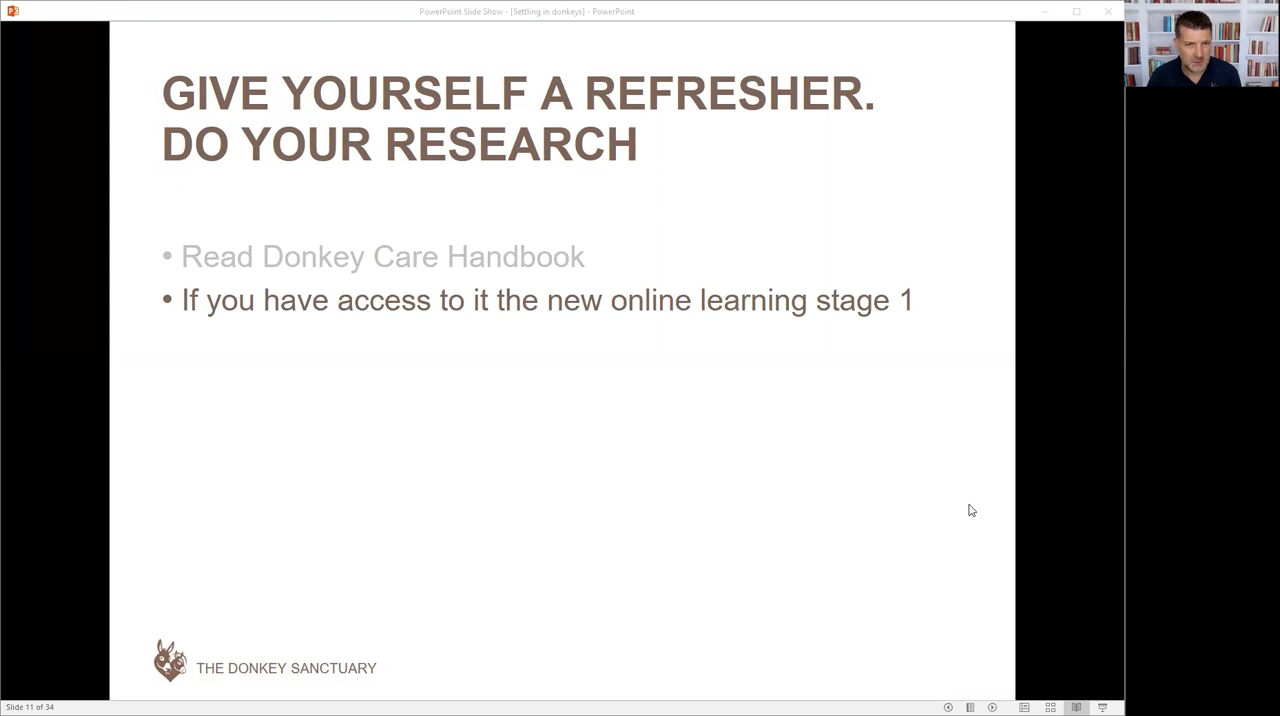 PowerPoint Slide Show - [Settling in donkeys] - PowerPoint
GIVE YOURSELF A REFRESHER.
DO YOUR RESEARCH
• Read Donkey Care Handbook
• If you have access to it the new online learning stage 1
THE DONKEY SANCTUARY
Slide 11 of 34